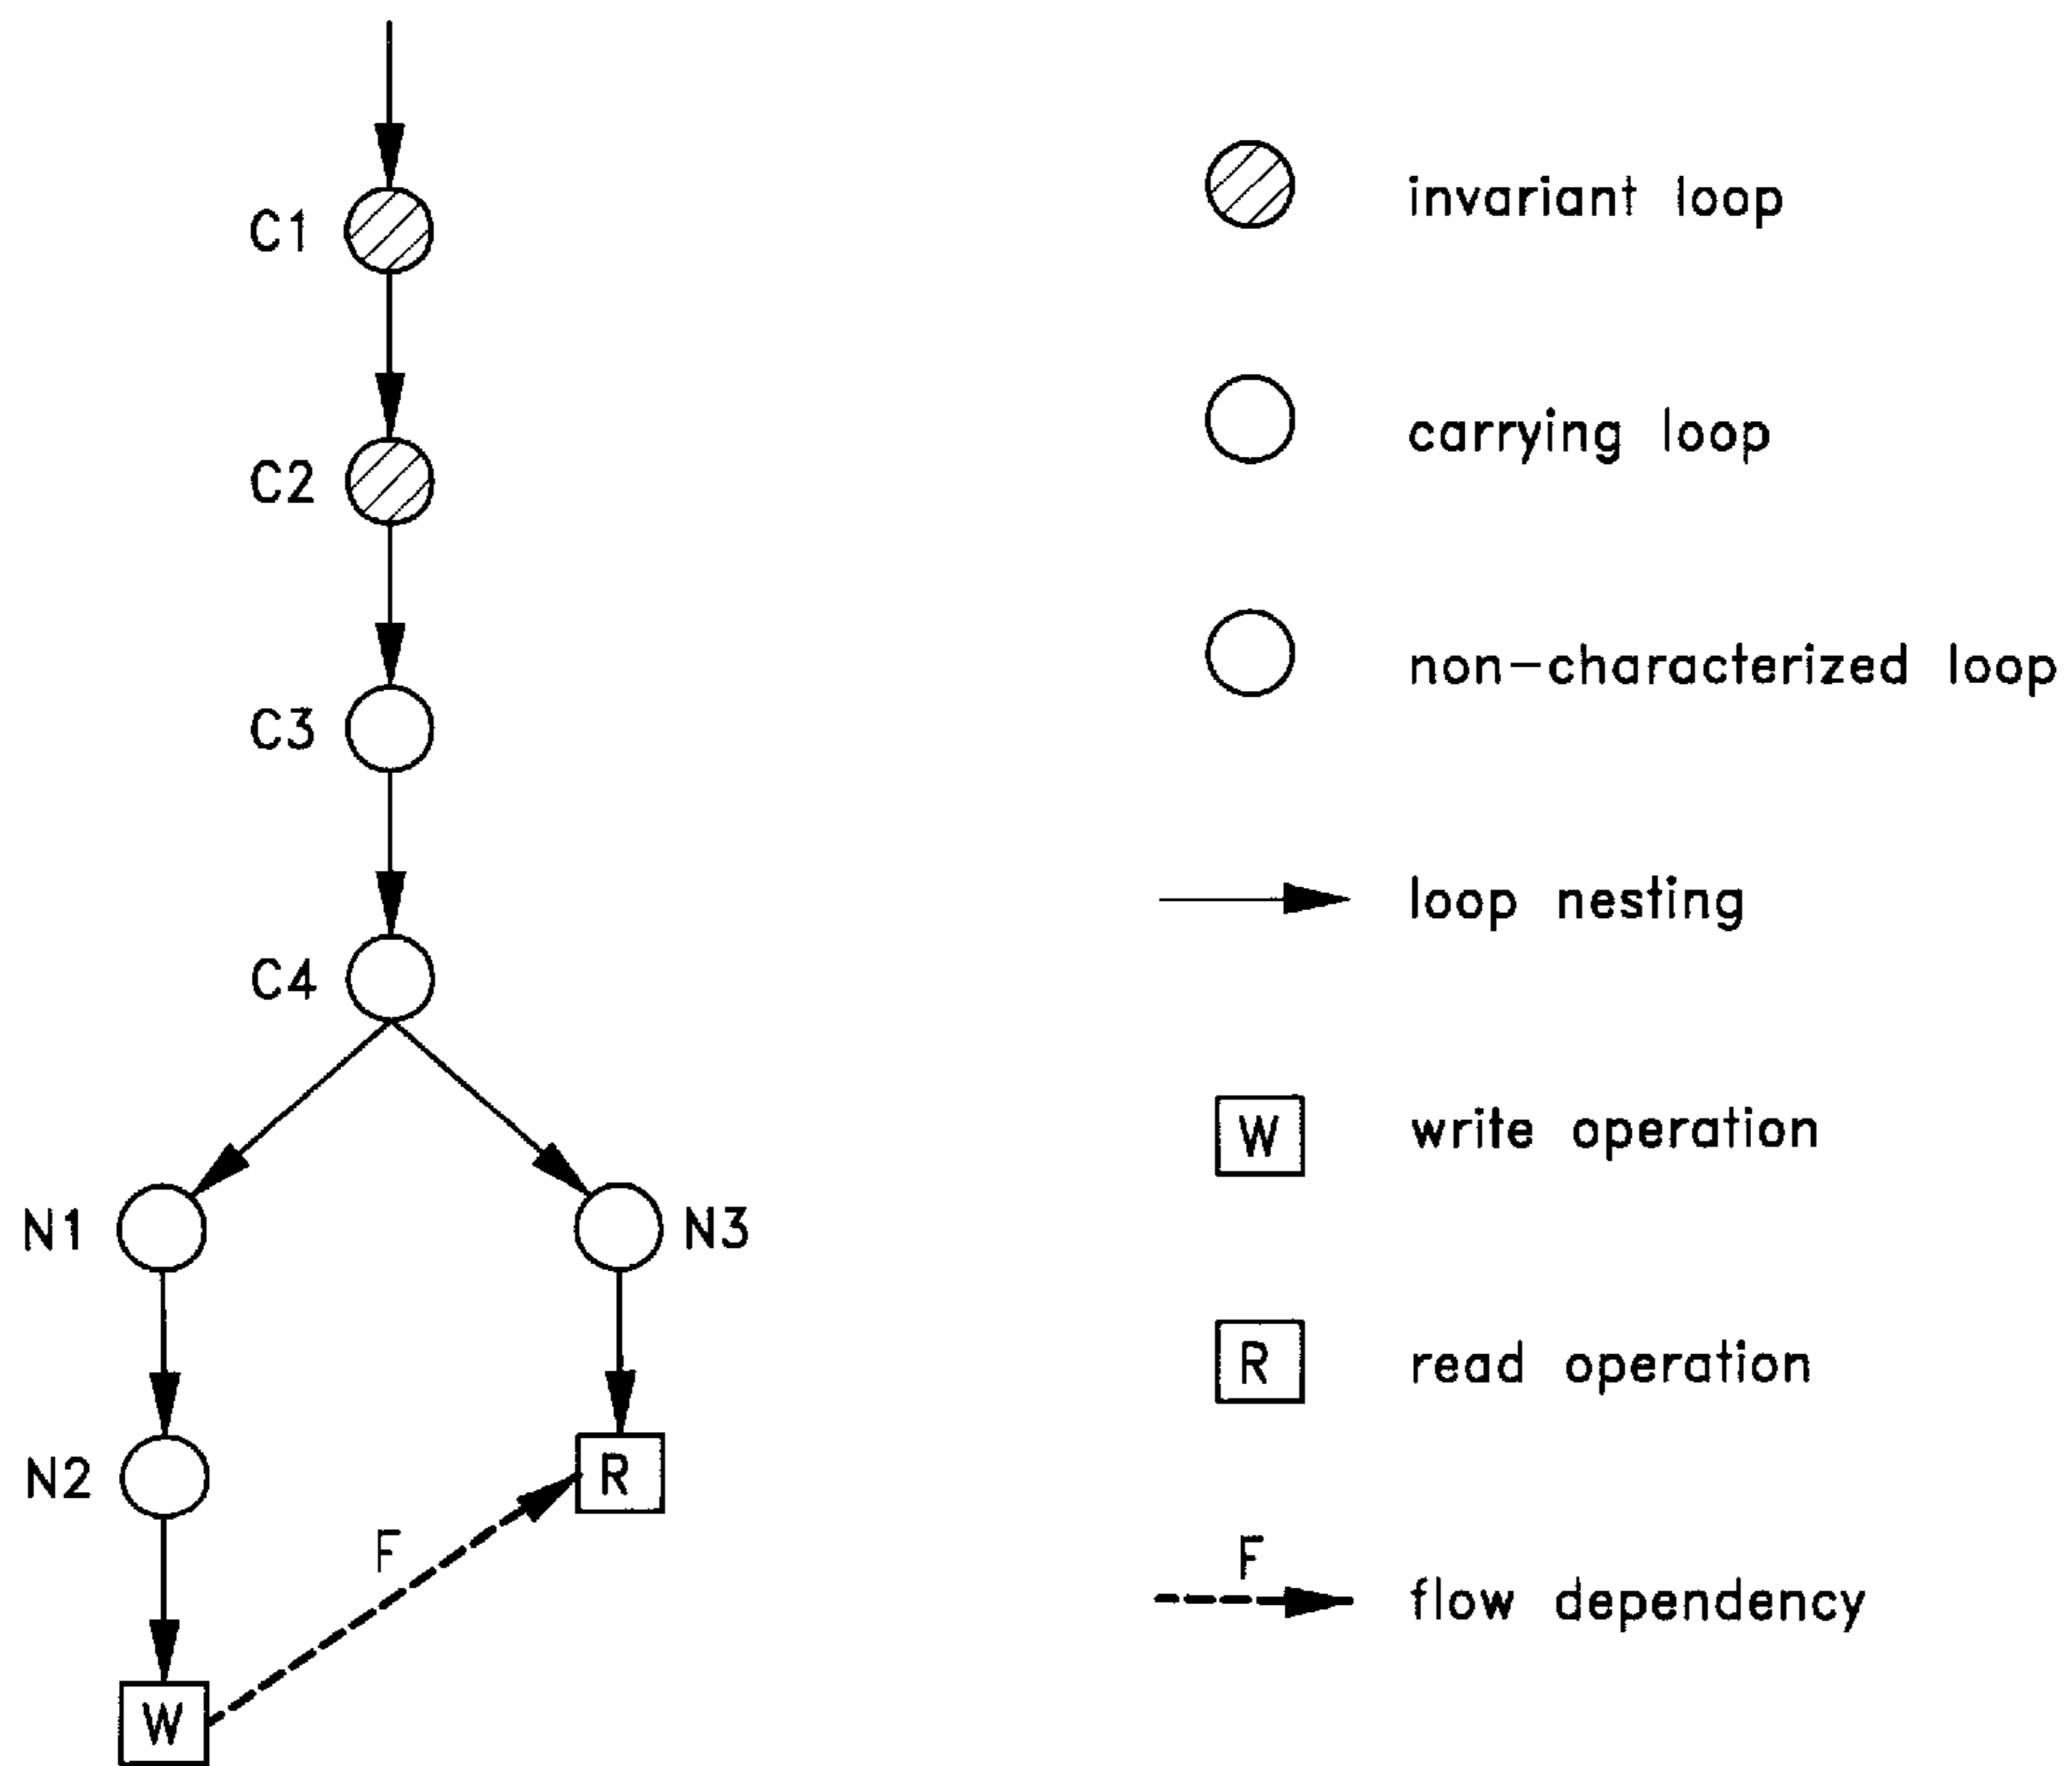 C1
C2
C3
C4
N1
N3
N2
R
F
W
invariant loop
carrying loop
non-characterized loop
loop nesting
W write operation
R read operation
F
flow dependency